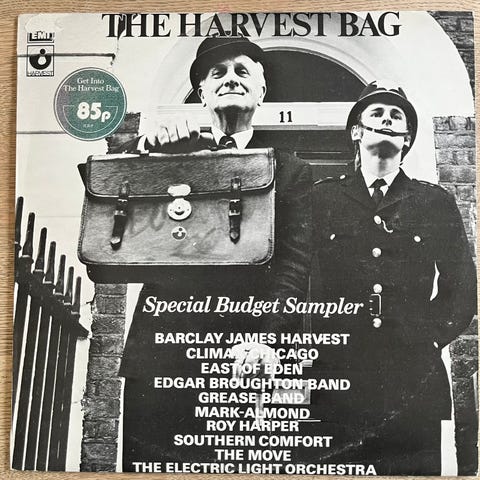 THE HARVEST BAG
EMI
HARVEST
Get Into
The Harvest Bag
85p
11
Special Budget Sampler
BARCLAY JAMES HARVEST
CLIMAX CHICAGO
EAST OF EDEN
EDGAR BROUGHTON BAND
GREASE BAND
MARK-ALMOND
ROY HARPER
SOUTHERN COMFORT
THE MOVE
THE ELECTRIC LIGHT ORCHESTRA